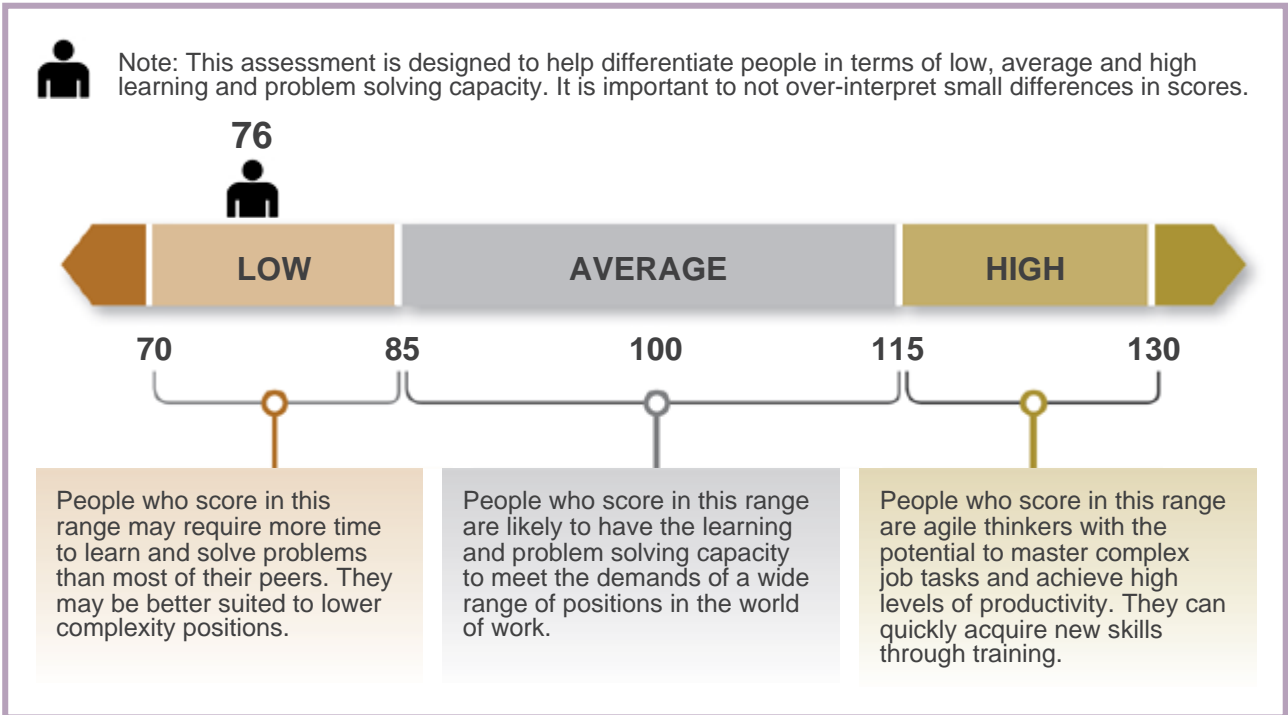 Note: This assessment is designed to help differentiate people in terms of low, average and high
learning and problem solving capacity. It is important to not over-interpret small differences in scores.
76
LOW
AVERAGE
HIGH
70
85
100
115
130
People who score in this
range may require more time
to learn and solve problems
than most of their peers. They
may be better suited to lower
complexity positions.
People who score in this range
are likely to have the learning
and problem solving capacity
to meet the demands of a wide
range of positions in the world
of work.
People who score in this range
are agile thinkers with the
potential to master complex
job tasks and achieve high
levels of productivity. They can
quickly acquire new skills
through training.